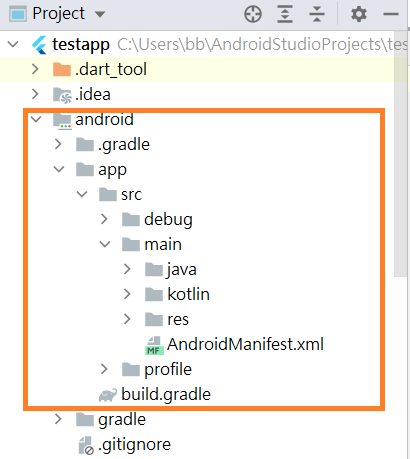 Project
testapp C:\Users\bb\AndroidStudioProjects\tes
.dart_tool
.idea
android
.gradle
app
src
debug
main
java
kotlin
res
MF AndroidManifest.xml
profile
build.gradle
gradle
.gitignore